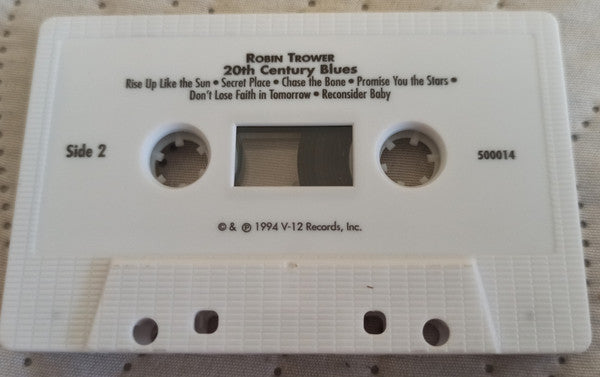 ROBIN TROWER
20th Century Blues
Rise Up Like the Sun • Secret Place • Chase the Bone • Promise You the Stars •
Don't Lose Faith in Tomorrow • Reconsider Baby
Side 2
500014
© & ℗ 1994 V-12 Records, Inc.